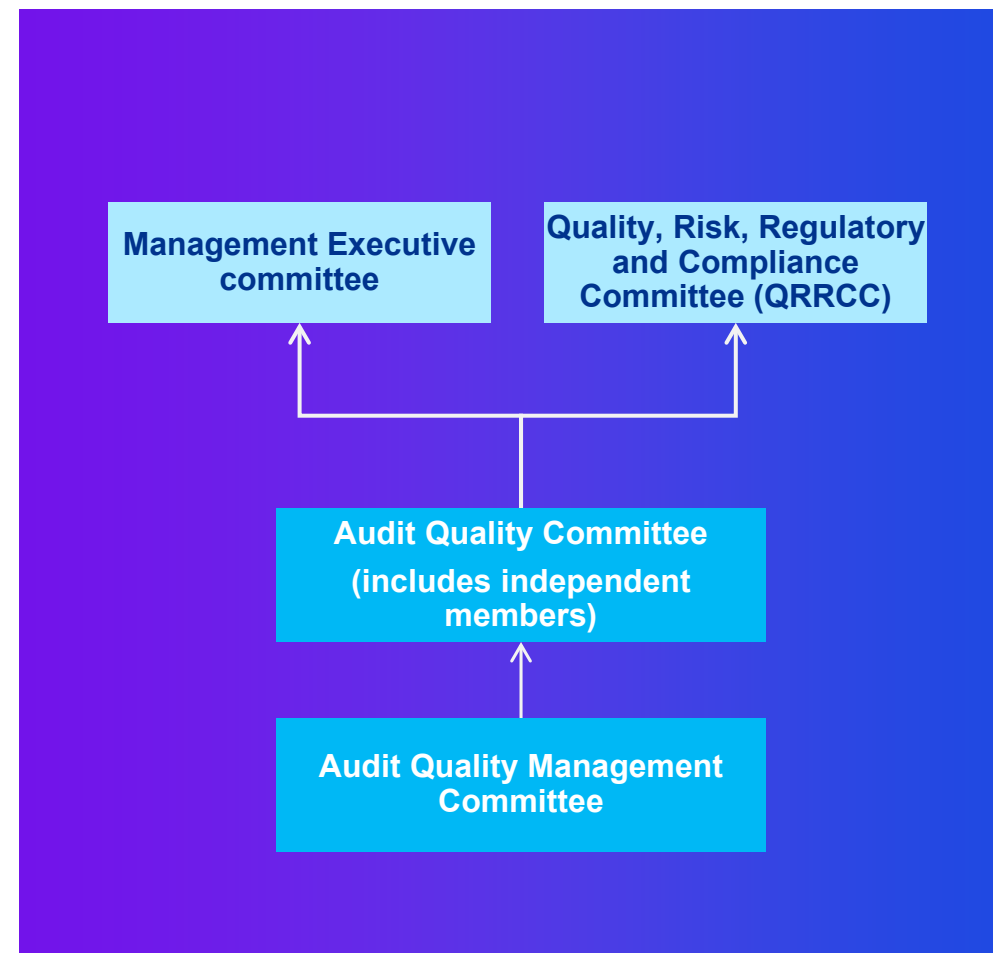 Management Executive
committee
Quality, Risk, Regulatory
and Compliance
Committee (QRRCC)
Audit Quality Committee
(includes independent
members)
Audit Quality Management
Committee